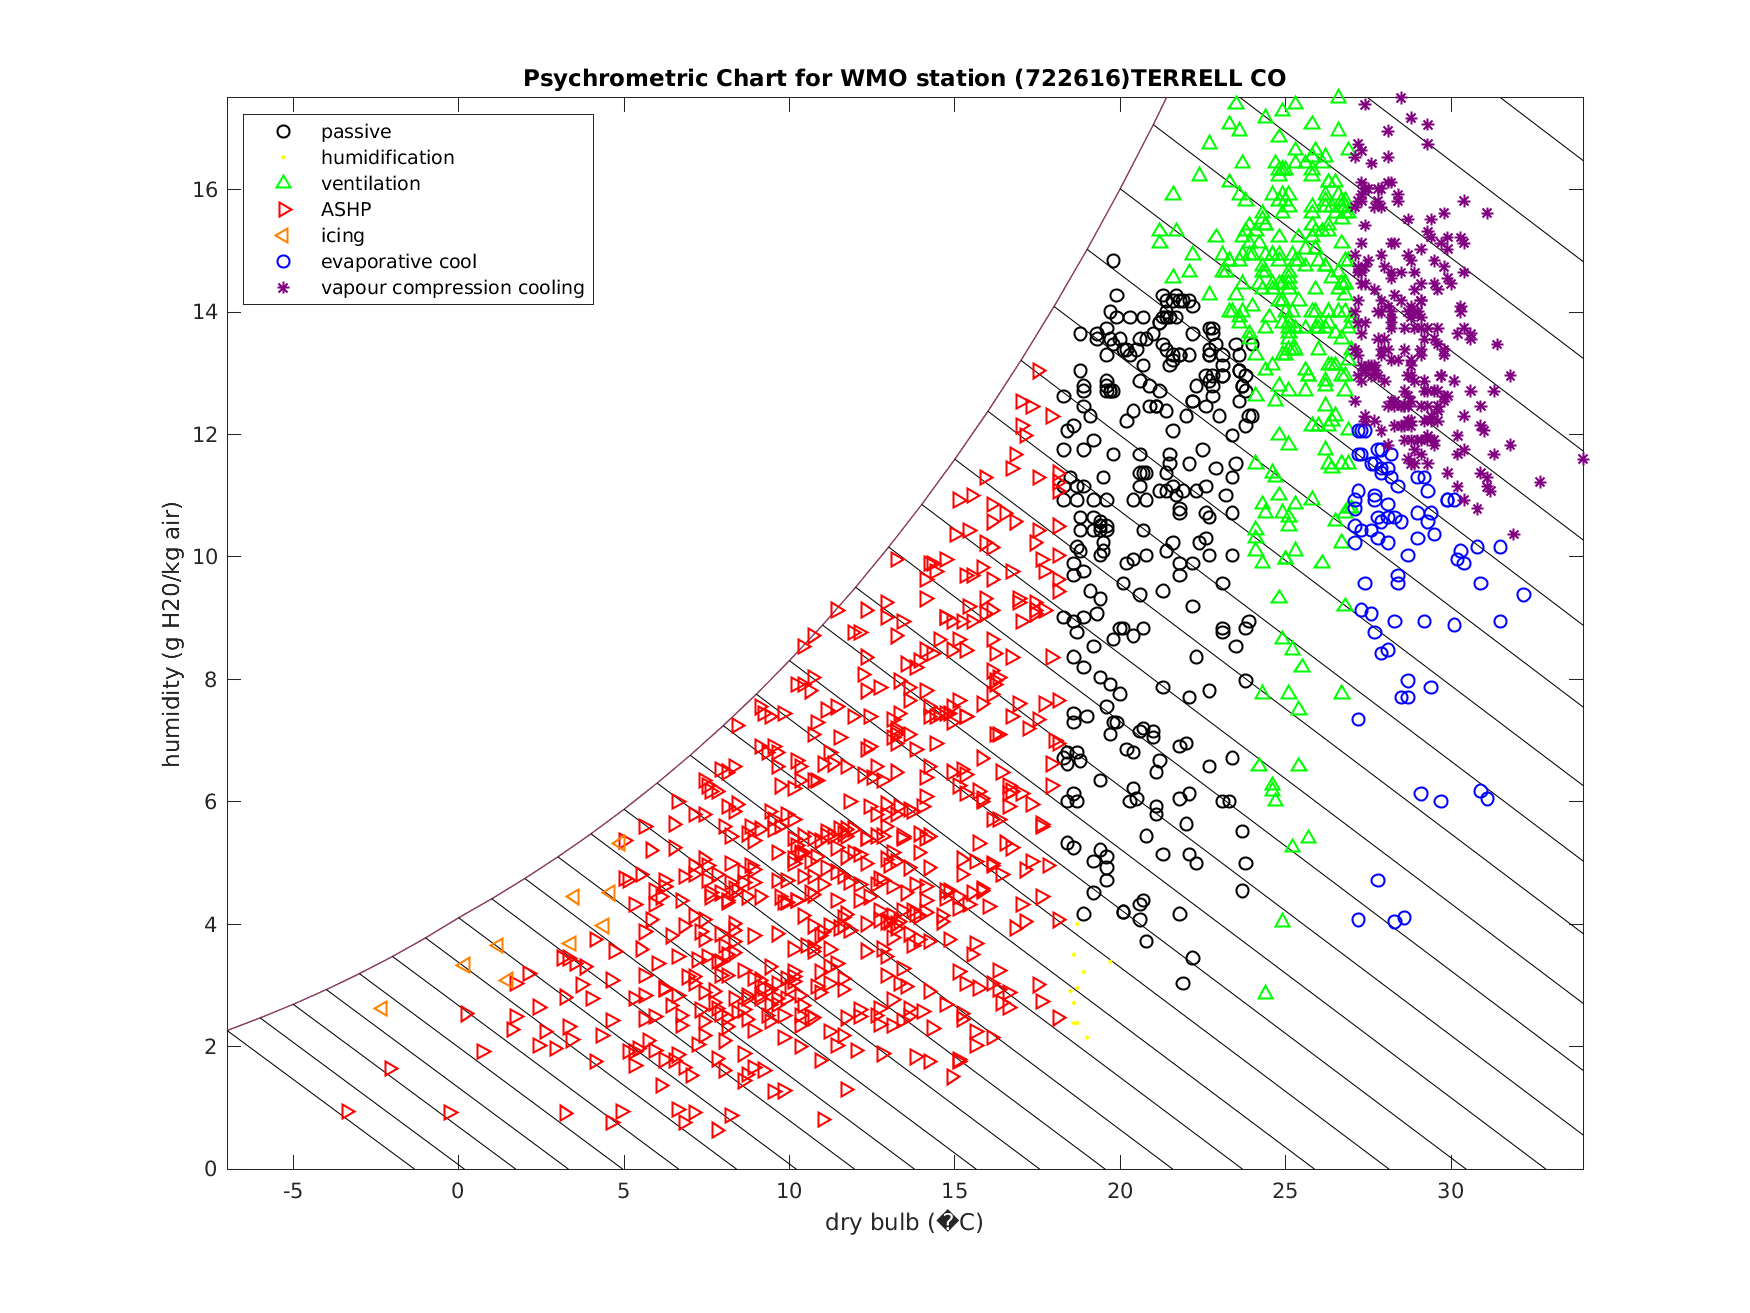 Psychrometric Chart for WMO station (722616)TERRELL CO
passive
humidification
ventilation
ASHP
icing
evaporative cool
vapour compression cooling
16
14
12
10
8
6
4
2
0
humidity (g H20/kg air)
-5 0 5 10 15 20 25 30
dry bulb (�C)